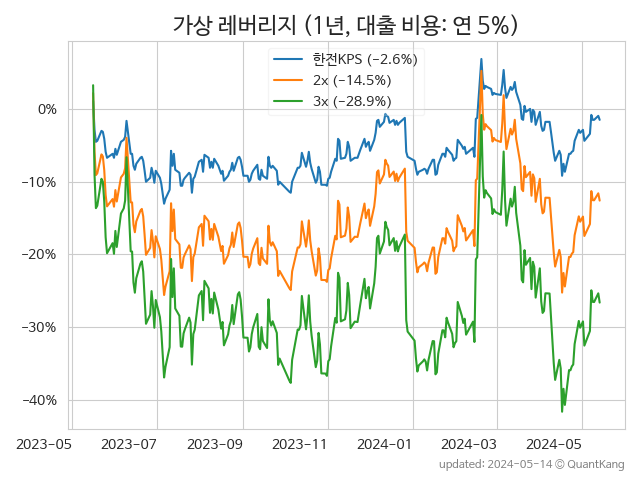 가상 레버리지 (1년, 대출 비용: 연 5%)
한전KPS (−2.6%)
2x (−14.5%)
3x (−28.9%)
0%
−10%
−20%
−30%
−40%
2023-05 2023-07 2023-09 2023-11 2024-01 2024-03 2024-05
updated: 2024-05-14 © QuantKang